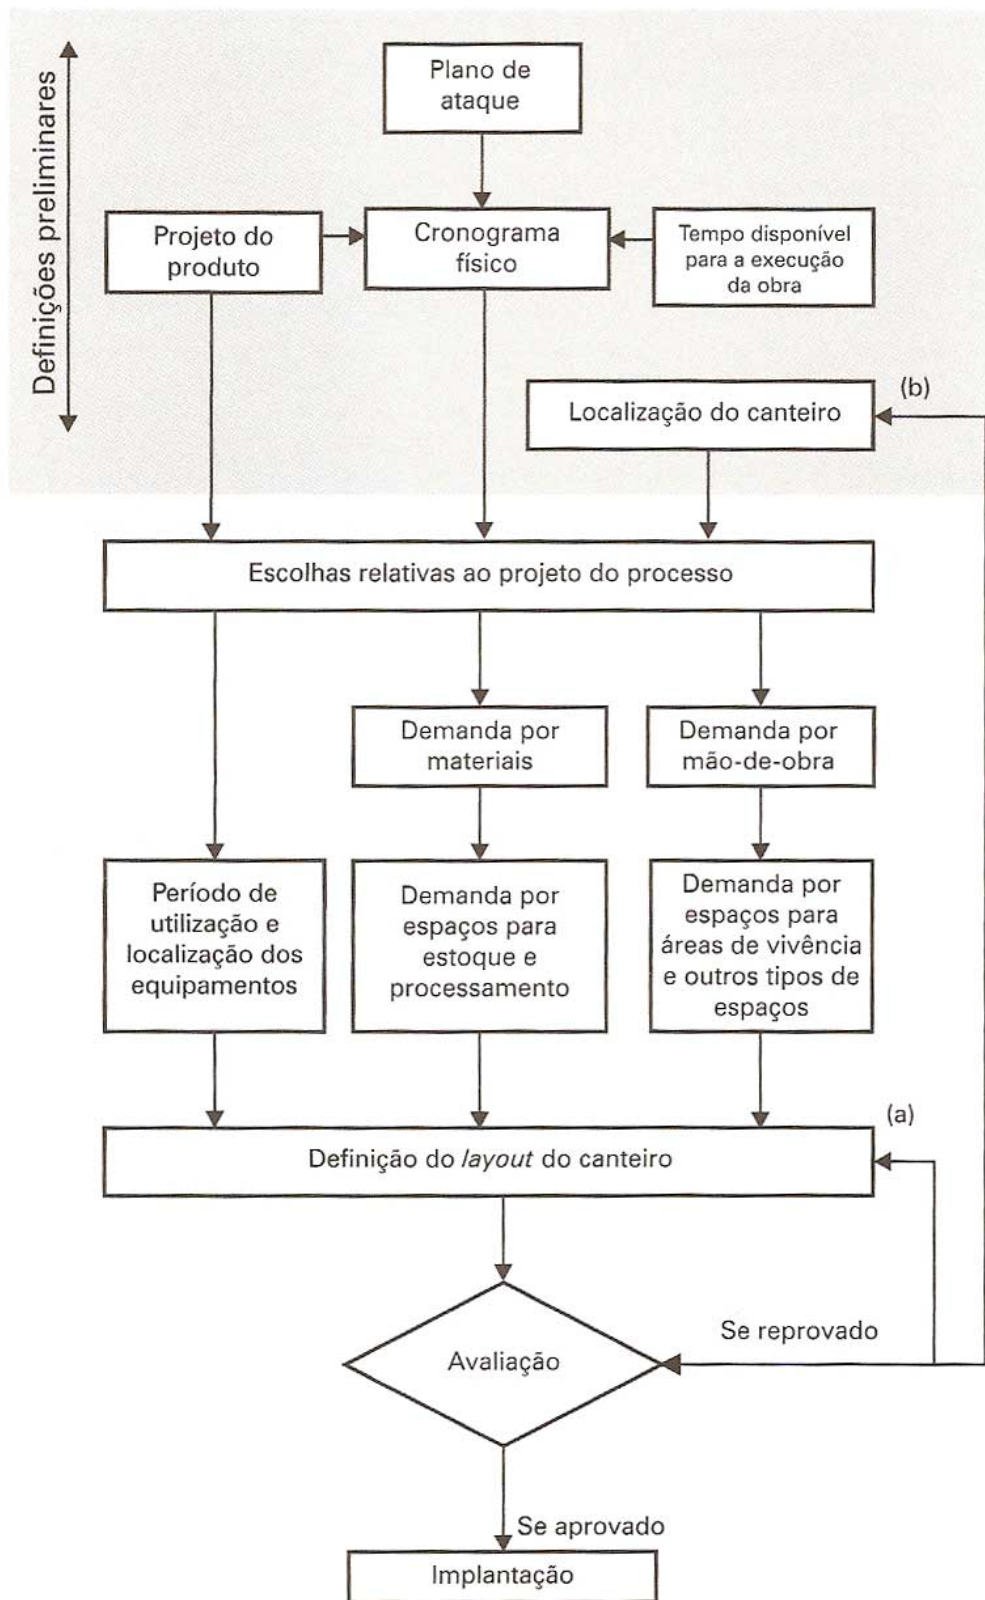 Definições preliminares
Plano de
ataque
Projeto do
produto
Cronograma
físico
Tempo disponível
para a execução
da obra
(b)
Localização do canteiro
Escolhas relativas ao projeto do processo
Demanda por
materiais
Demanda por
mão-de-obra
Período de
utilização e
localização dos
equipamentos
Demanda por
espaços para
estoque e
processamento
Demanda por
espaços para
áreas de vivência
e outros tipos de
espaços
(a)
Definição do layout do canteiro
Se reprovado
Avaliação
Se aprovado
Implantação